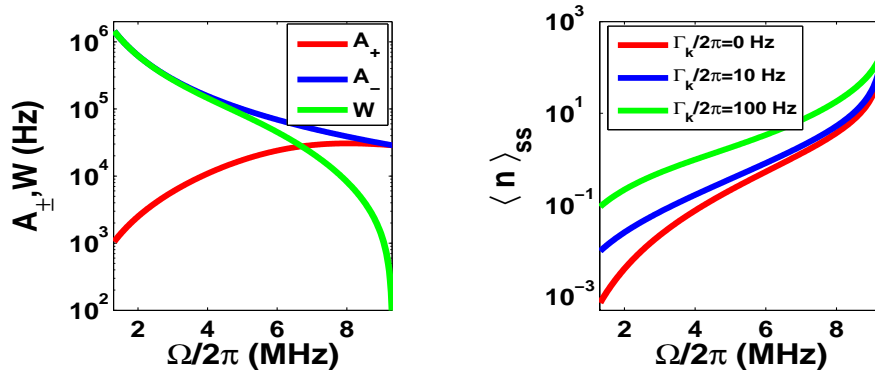 10^6
10^5
10^4
10^3
10^2
A_±,W (Hz)
A_+
A_−
W
2 4 6 8
Ω/2π (MHz)
10^3
10^1
10^−1
10^−3
⟨ n ⟩_ss
Γ_k/2π=0 Hz
Γ_k/2π=10 Hz
Γ_k/2π=100 Hz
2 4 6 8
Ω/2π (MHz)